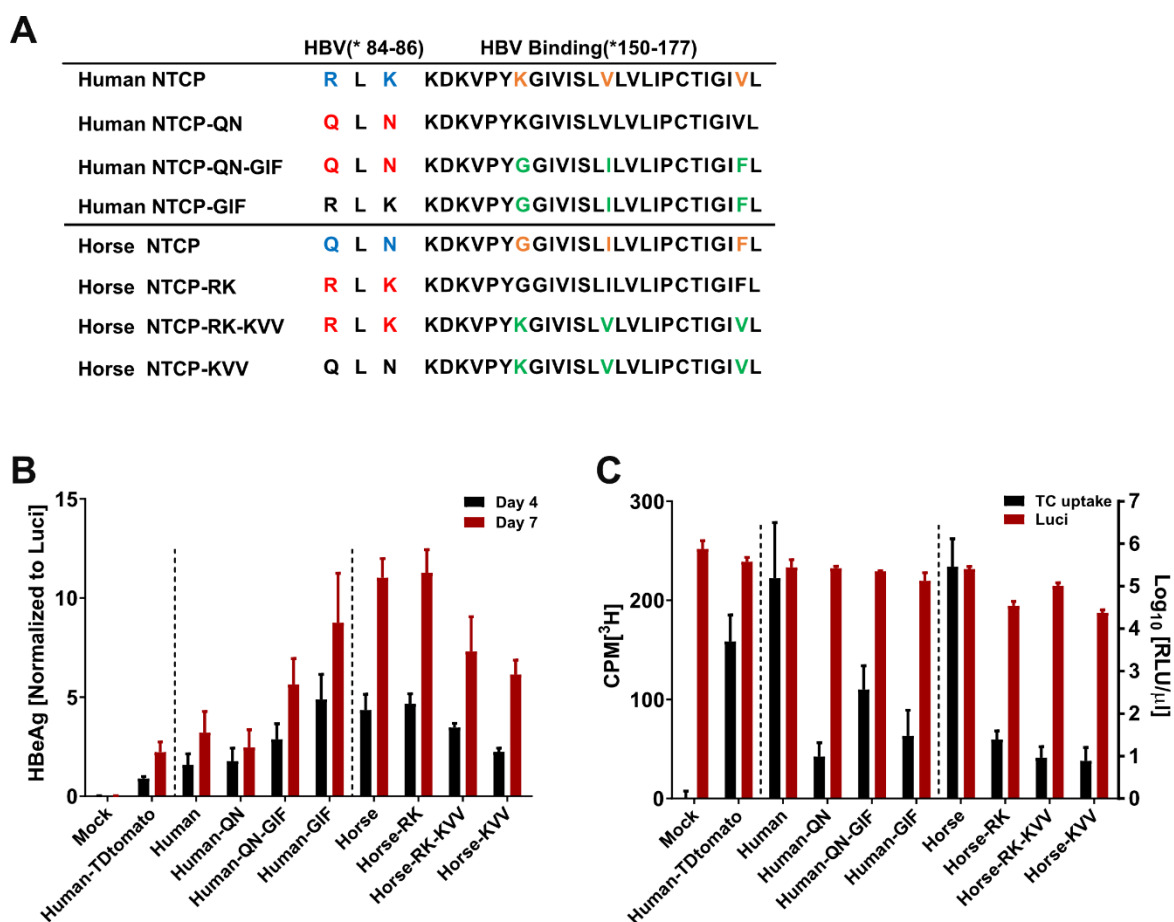 A
HBV(* 84-86) HBV Binding(*150-177)
Human NTCP R L K KDKVPYKGIVISLVLVLIPCTIGIVL
Human NTCP-QN Q L N KDKVPYKGIVISLVLVLIPCTIGIVL
Human NTCP-QN-GIF Q L N KDKVPYGGIVISLILVLIPCTIGIFL
Human NTCP-GIF R L K KDKVPYGGIVISLILVLIPCTIGIFL
Horse NTCP Q L N KDKVPYGGIVISLILVLIPCTIGIFL
Horse NTCP-RK R L K KDKVPYGGIVISLILVLIPCTIGIFL
Horse NTCP-RK-KVV R L K KDKVPYKGIVISLVLVLIPCTIGIVL
Horse NTCP-KVV Q L N KDKVPYKGIVISLVLVLIPCTIGIVL
B
HBeAg [Normalized to Luci]
15
10
5
0
Day 4
Day 7
Mock
Human-TDtomato
Human
Human-QN
Human-QN-GIF
Human-GIF
Horse
Horse-RK
Horse-RK-KVV
Horse-KVV
C
CPM[³H]
300
200
100
0
TC uptake
Luci
7
6
5
4
3
2
1
0
Log₁₀ [RLU/µl]
Mock
Human-TDtomato
Human
Human-QN
Human-QN-GIF
Human-GIF
Horse
Horse-RK
Horse-RK-KVV
Horse-KVV